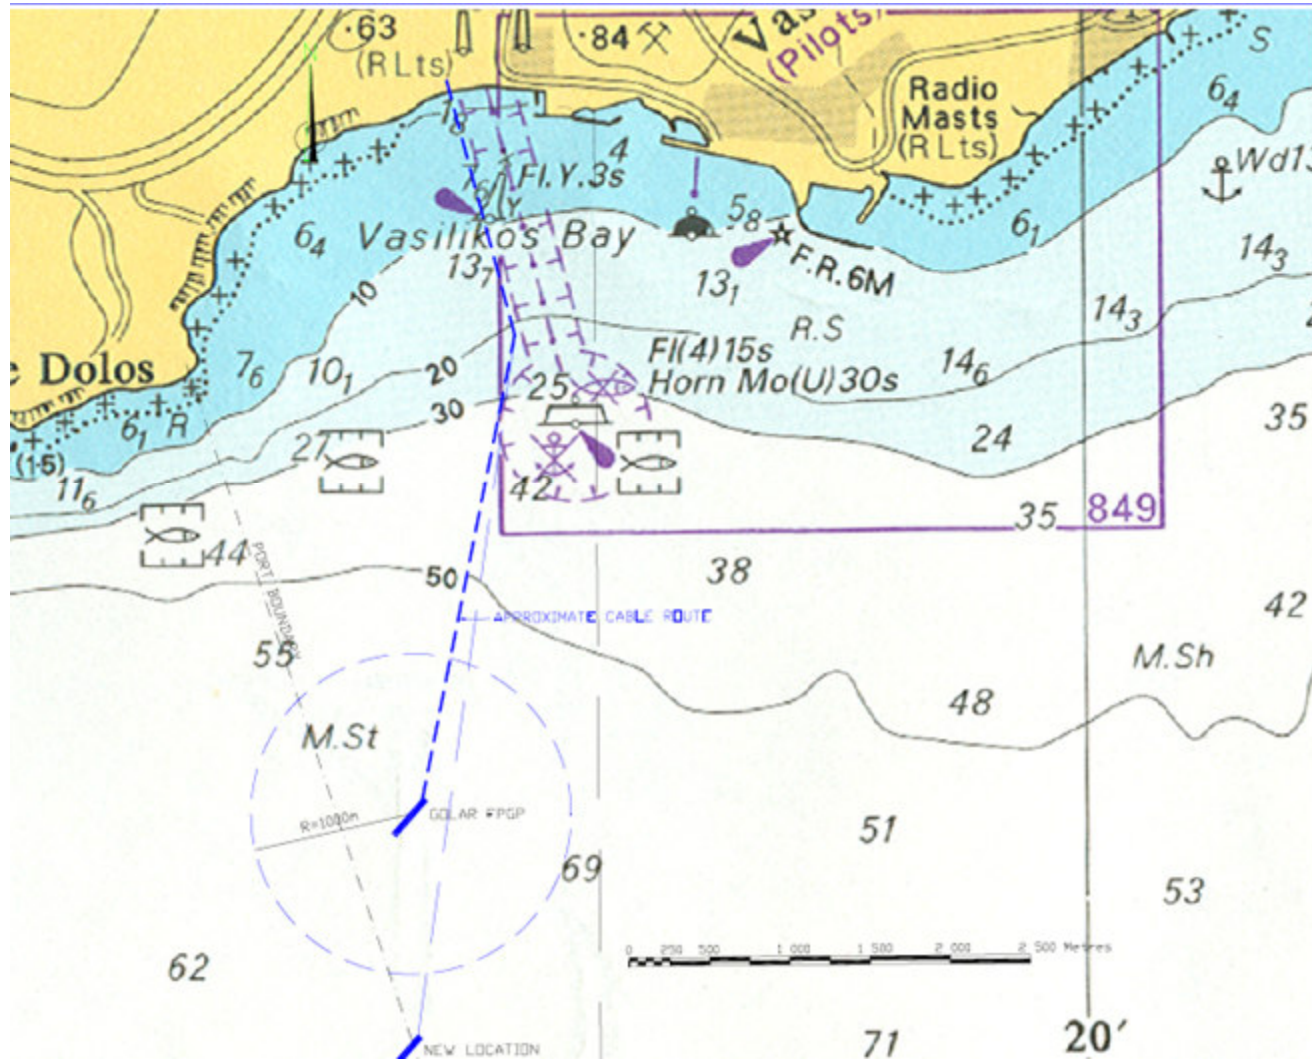 63
(R Lts)
84
(Pilots)
Radio
Masts
(R Lts)
S
6₄
Wd
4
Fl.Y.3s
Y
5₈
6₁
6₄
Vasilikos Bay
F.R.6M
14₃
13₇
13₁
10
14₃
R.S
Fl(4)15s
Horn Mo(U)30s
14₆
e Dolos
7₆
10₁
20
25
30
35
6₁
R
27
24
(1·5)
11₆
42
35
849
44
50
38
PORT BOUNDARY
APPROXIMATE CABLE ROUTE
42
55
M.Sh
48
M.St
GOLAR FPGP
R=1000m
51
69
53
0 250 500 1 000 1 500 2 000 2 500 Metres
62
20'
NEW LOCATION
71